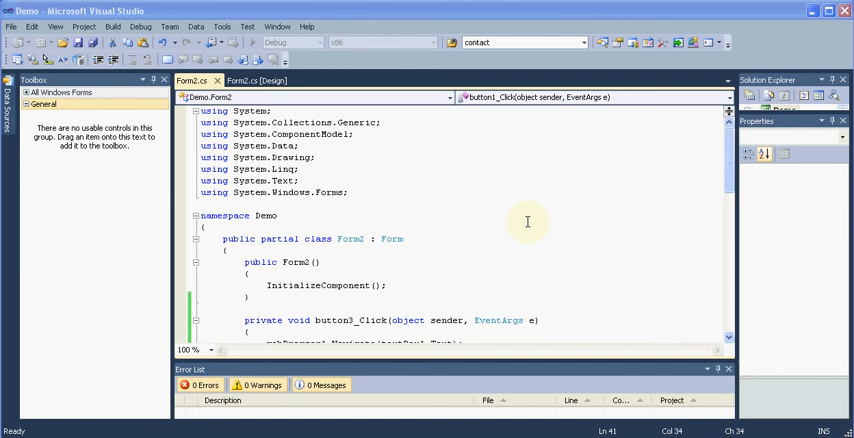 Demo - Microsoft Visual Studio
File Edit View Project Build Debug Team Data Tools Test Window Help
Debug x86 contact
Toolbox
All Windows Forms
General
There are no usable controls in this
group. Drag an item onto this text to
add it to the toolbox.
Data Sources
Form2.cs Form2.cs [Design]
Demo.Form2 button1_Click(object sender, EventArgs e)
using System;
using System.Collections.Generic;
using System.ComponentModel;
using System.Data;
using System.Drawing;
using System.Linq;
using System.Text;
using System.Windows.Forms;
namespace Demo
{
public partial class Form2 : Form
{
public Form2()
{
InitializeComponent();
}
private void button3_Click(object sender, EventArgs e)
{
100 %
Solution Explorer
Properties
Error List
0 Errors 0 Warnings 0 Messages
Description File Line Co... Project
Ready Ln 41 Col 34 Ch 34 INS